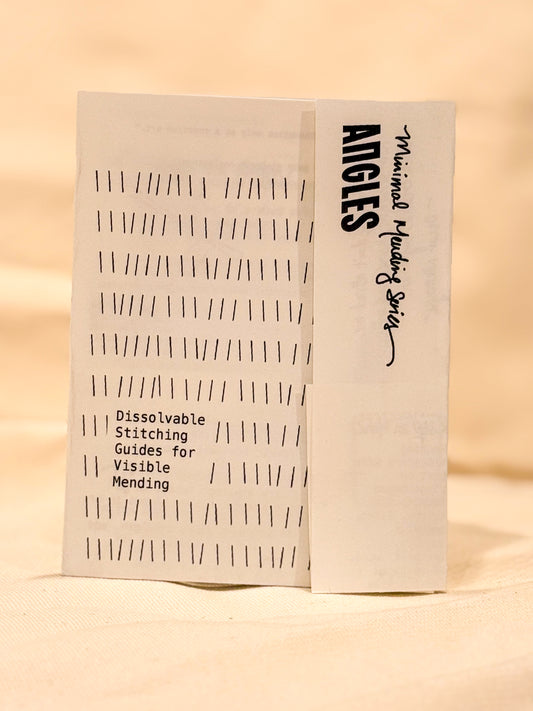 Minimal Mending Series
ANGLES
Dissolvable
Stitching
Guides for
Visible
Mending